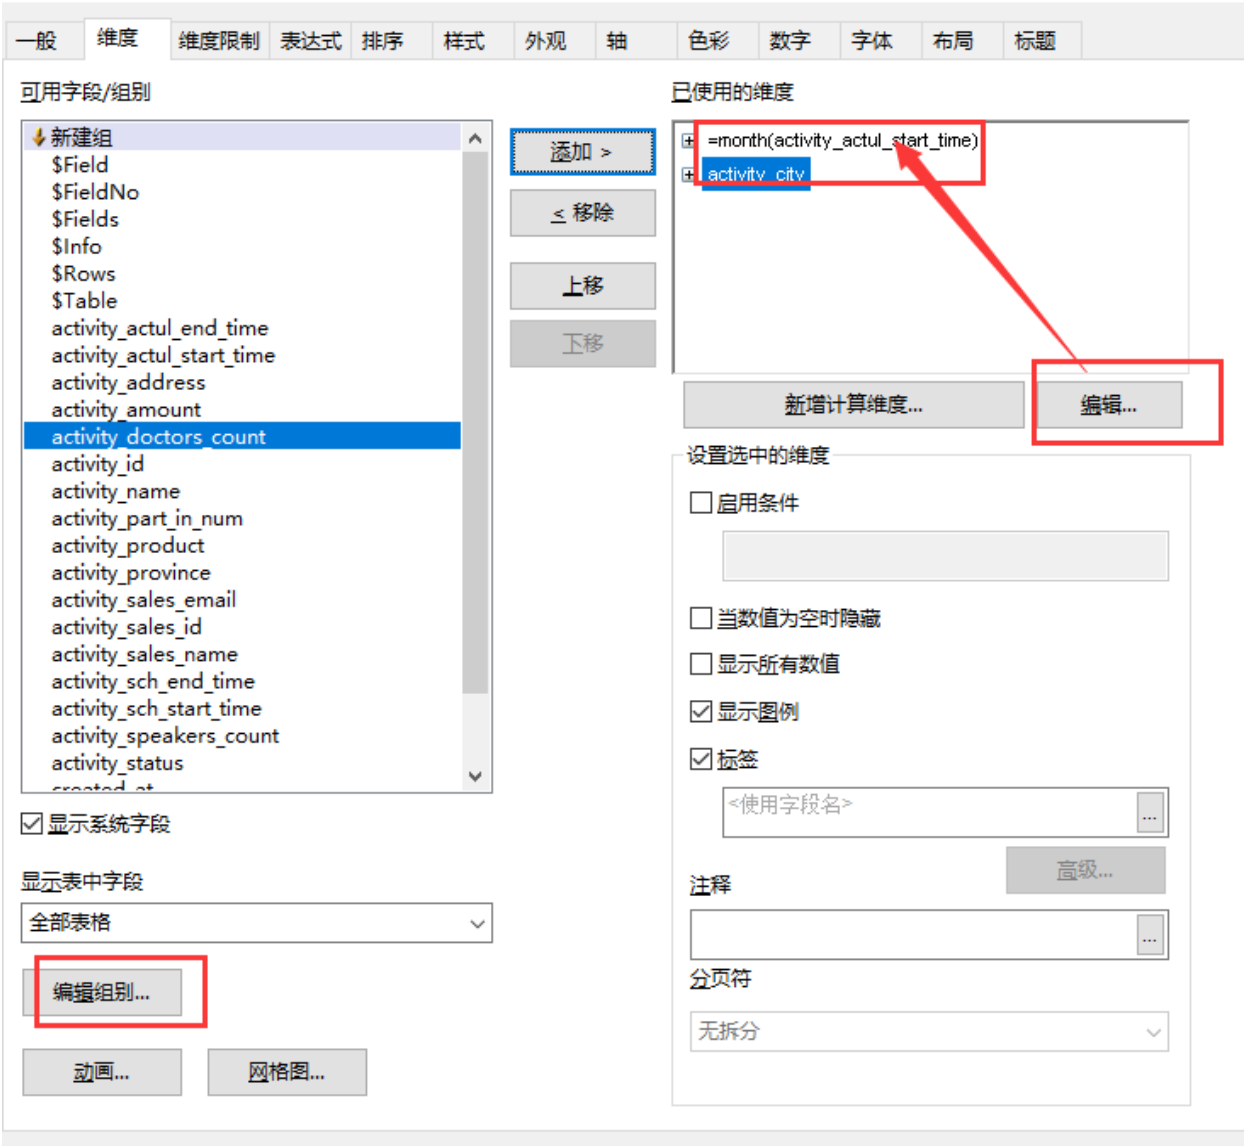 一般 维度 维度限制 表达式 排序 样式 外观 轴 色彩 数字 字体 布局 标题
可用字段/组别
新建组
$Field
$FieldNo
$Fields
$Info
$Rows
$Table
activity_actul_end_time
activity_actul_start_time
activity_address
activity_amount
activity_doctors_count
activity_id
activity_name
activity_part_in_num
activity_product
activity_province
activity_sales_email
activity_sales_id
activity_sales_name
activity_sch_end_time
activity_sch_start_time
activity_speakers_count
activity_status
created_at
显示系统字段
显示表中字段
全部表格
编辑组别...
动画... 网格图...
添加 >
< 移除
上移
下移
已使用的维度
=month(activity_actul_start_time)
activity_city
新增计算维度... 编辑...
设置选中的维度
启用条件
当数值为空时隐藏
显示所有数值
显示图例
标签
<使用字段名>
...
高级...
注释
...
分页符
无拆分